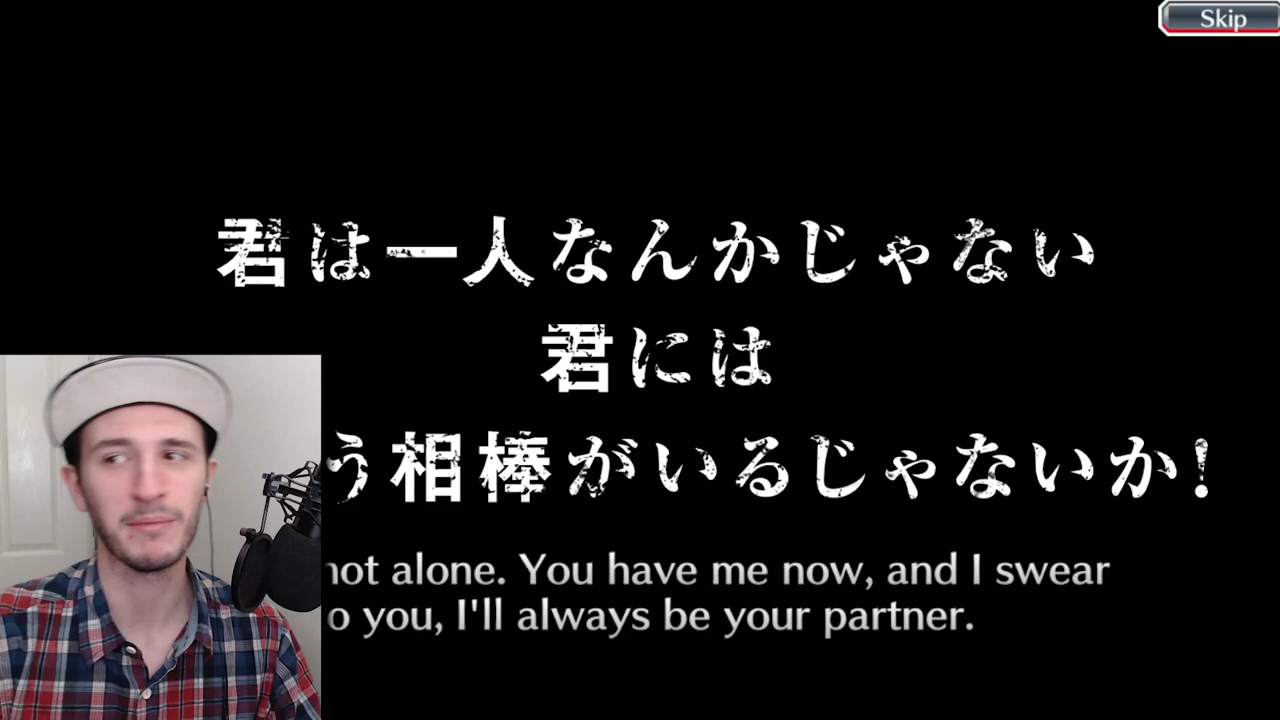 Skip
君は一人なんかじゃない
君には
う相棒がいるじゃないか!
not alone. You have me now, and I swear
o you, I'll always be your partner.